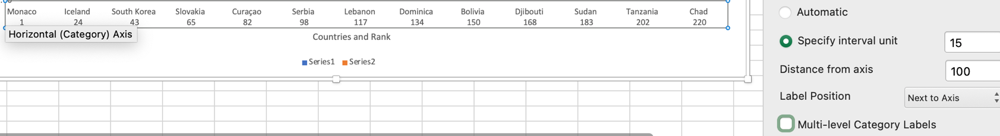 Monaco Iceland South Korea Slovakia Curaçao Serbia Lebanon Dominica Bolivia Djibouti Sudan Tanzania Chad
1 24 43 65 82 98 117 134 150 168 183 202 220
Horizontal (Category) Axis
Countries and Rank
Series1 Series2
Automatic
Specify interval unit 15
Distance from axis 100
Label Position Next to Axis
Multi-level Category Labels